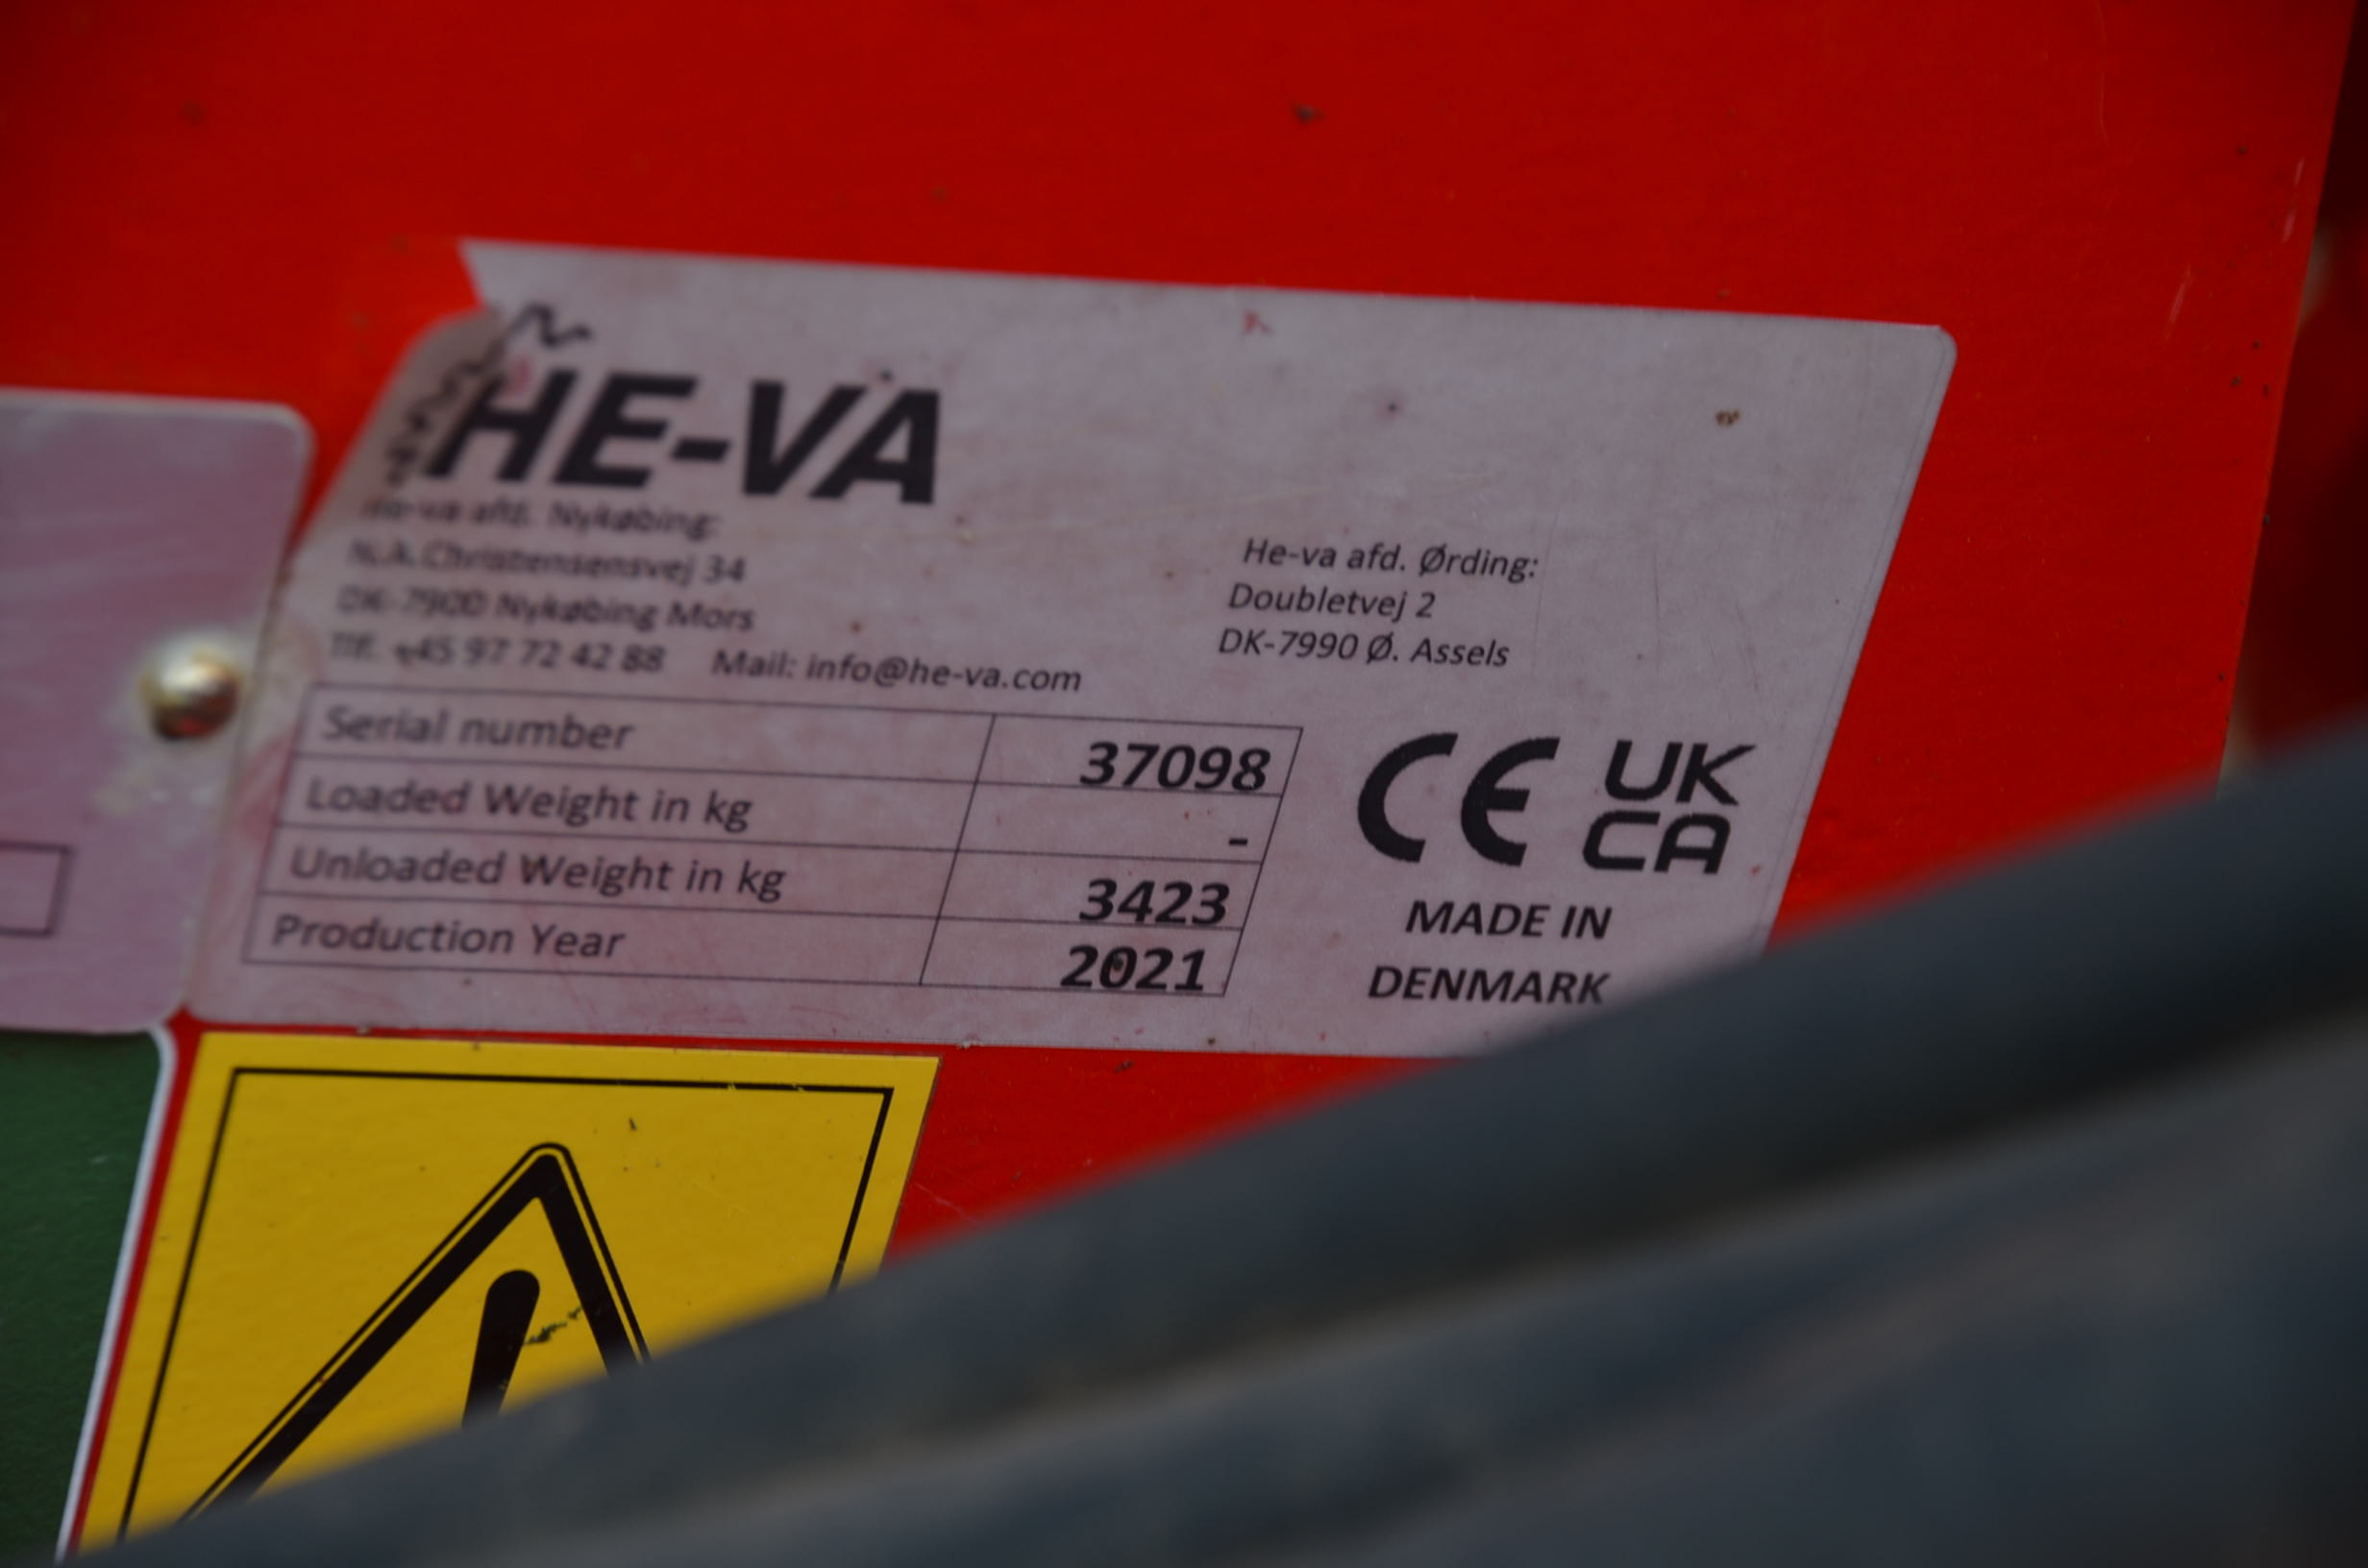 HE-VA
He-va afd. Nykøbing:
N.A.Christensensvej 34
DK-7900 Nykøbing Mors
Tlf. +45 97 72 42 88 Mail: info@he-va.com
He-va afd. Ørding:
Doubletvej 2
DK-7990 Ø. Assels
Serial number 37098
Loaded Weight in kg -
Unloaded Weight in kg 3423
Production Year 2021
CE UK
CA
MADE IN
DENMARK